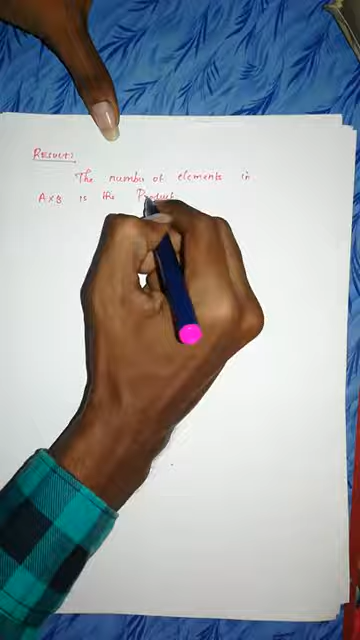 RESULT:
The number of elements in
A×B is the Product